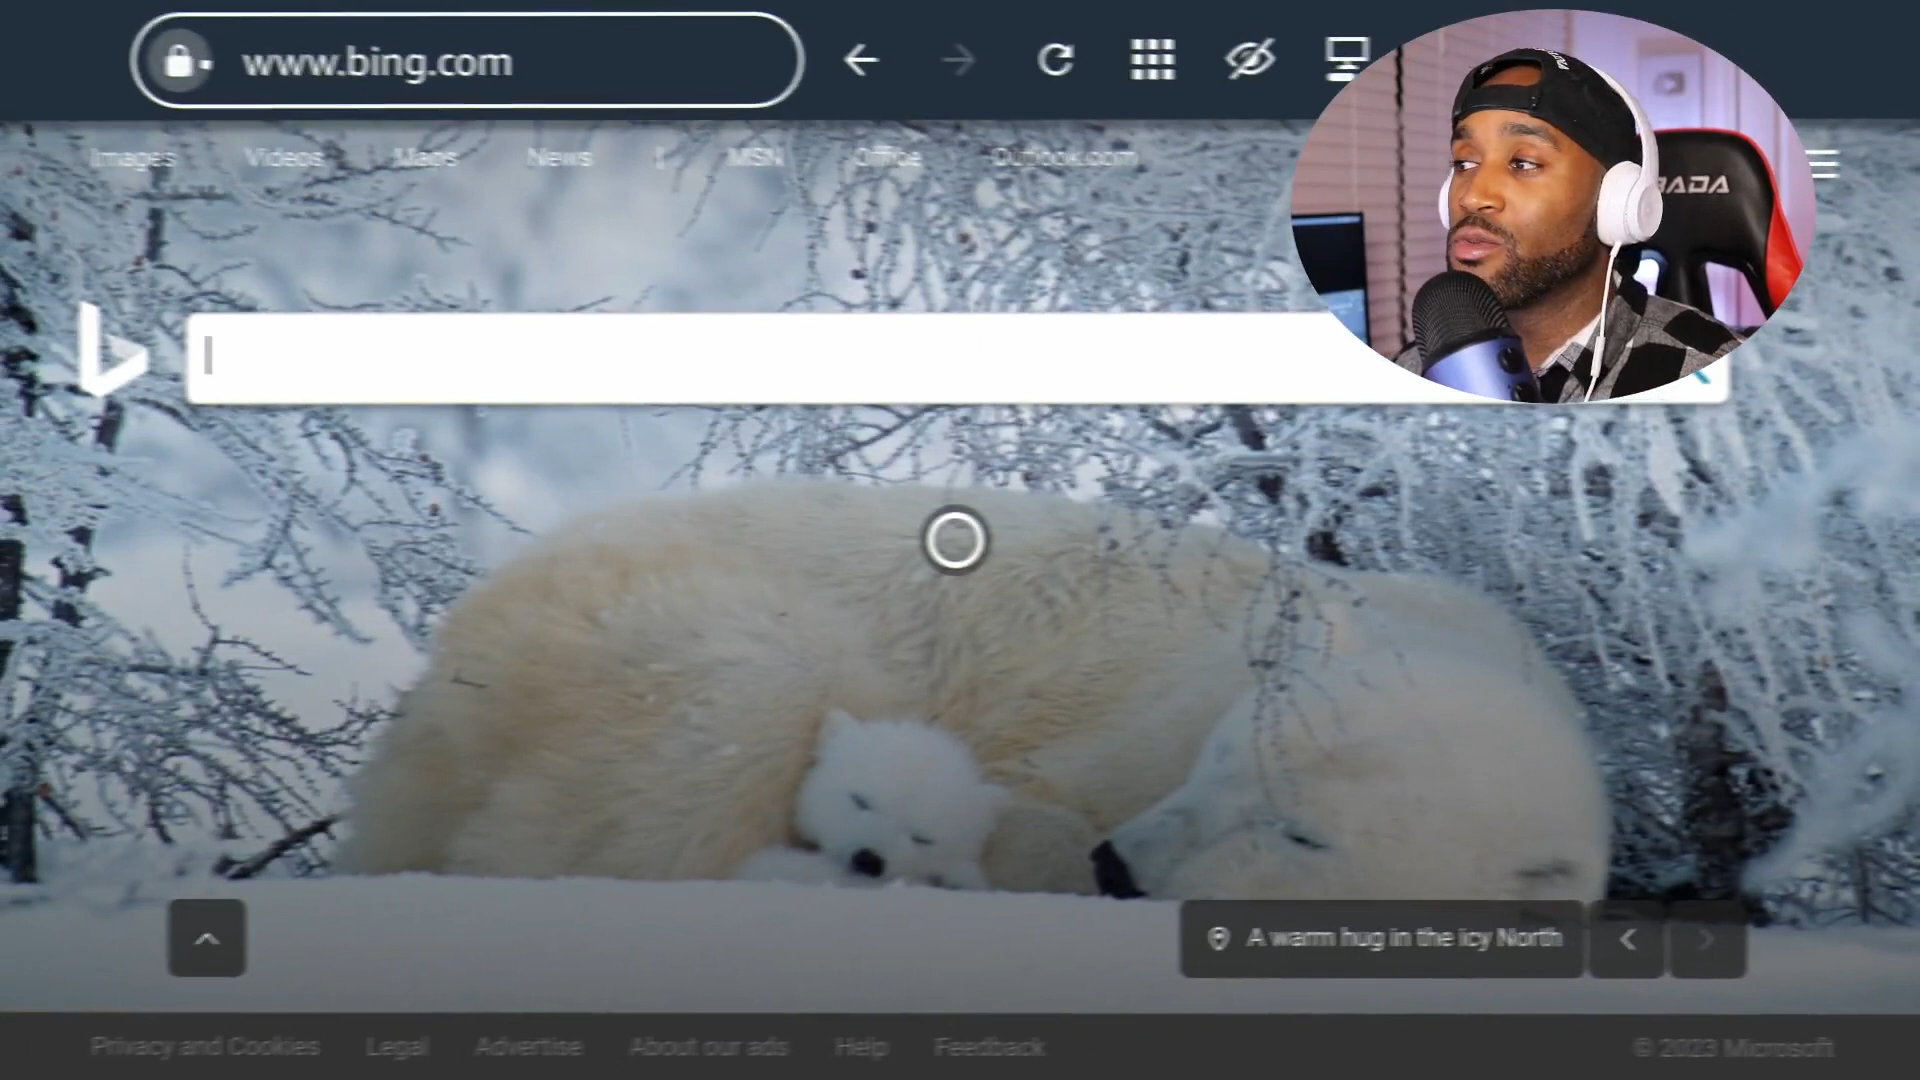 www.bing.com
Images Videos Maps News | MSN Office Outlook.com
BADA
A warm hug in the icy North
Privacy and Cookies Legal Advertise About our ads Help Feedback © 2023 Microsoft